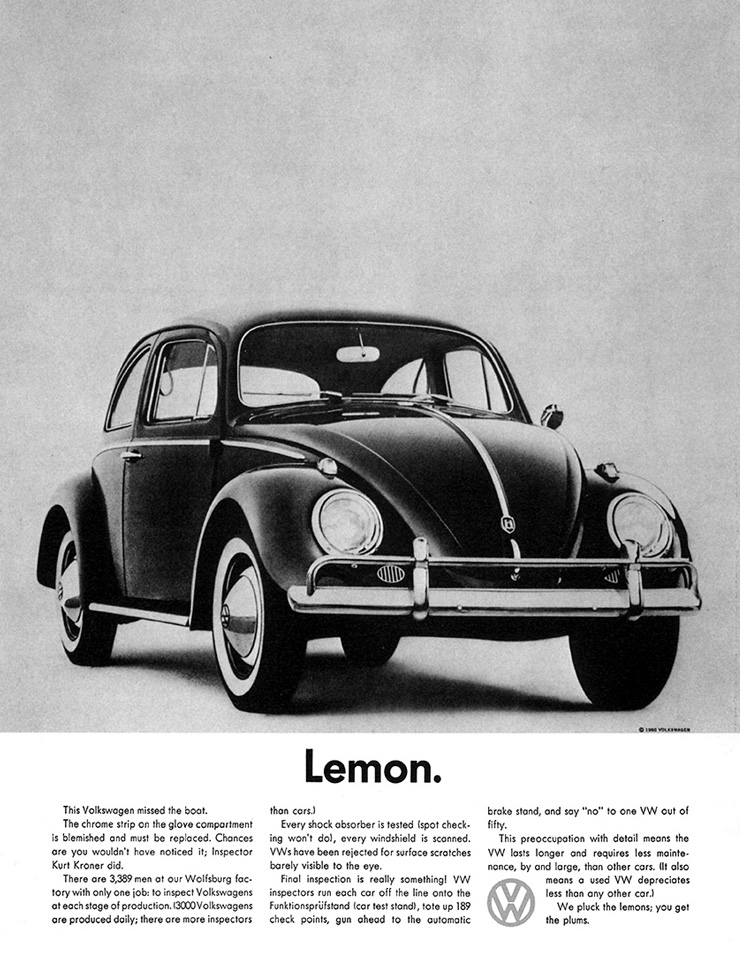 © 1960 VOLKSWAGEN
Lemon.
This Volkswagen missed the boat.
The chrome strip on the glove compartment
is blemished and must be replaced. Chances
are you wouldn't have noticed it; Inspector
Kurt Kroner did.
There are 3,389 men at our Wolfsburg fac-
tory with only one job: to inspect Volkswagens
at each stage of production. (3000 Volkswagens
are produced daily; there are more inspectors
than cars.)
Every shock absorber is tested (spot check-
ing won't do), every windshield is scanned.
VWs have been rejected for surface scratches
barely visible to the eye.
Final inspection is really something! VW
inspectors run each car off the line onto the
Funktionsprüfstand (car test stand), tote up 189
check points, gun ahead to the automatic
brake stand, and say "no" to one VW out of
fifty.
This preoccupation with detail means the
VW lasts longer and requires less mainte-
nance, by and large, than other cars. (It also
means a used VW depreciates
less than any other car.)
We pluck the lemons; you get
the plums.
VW